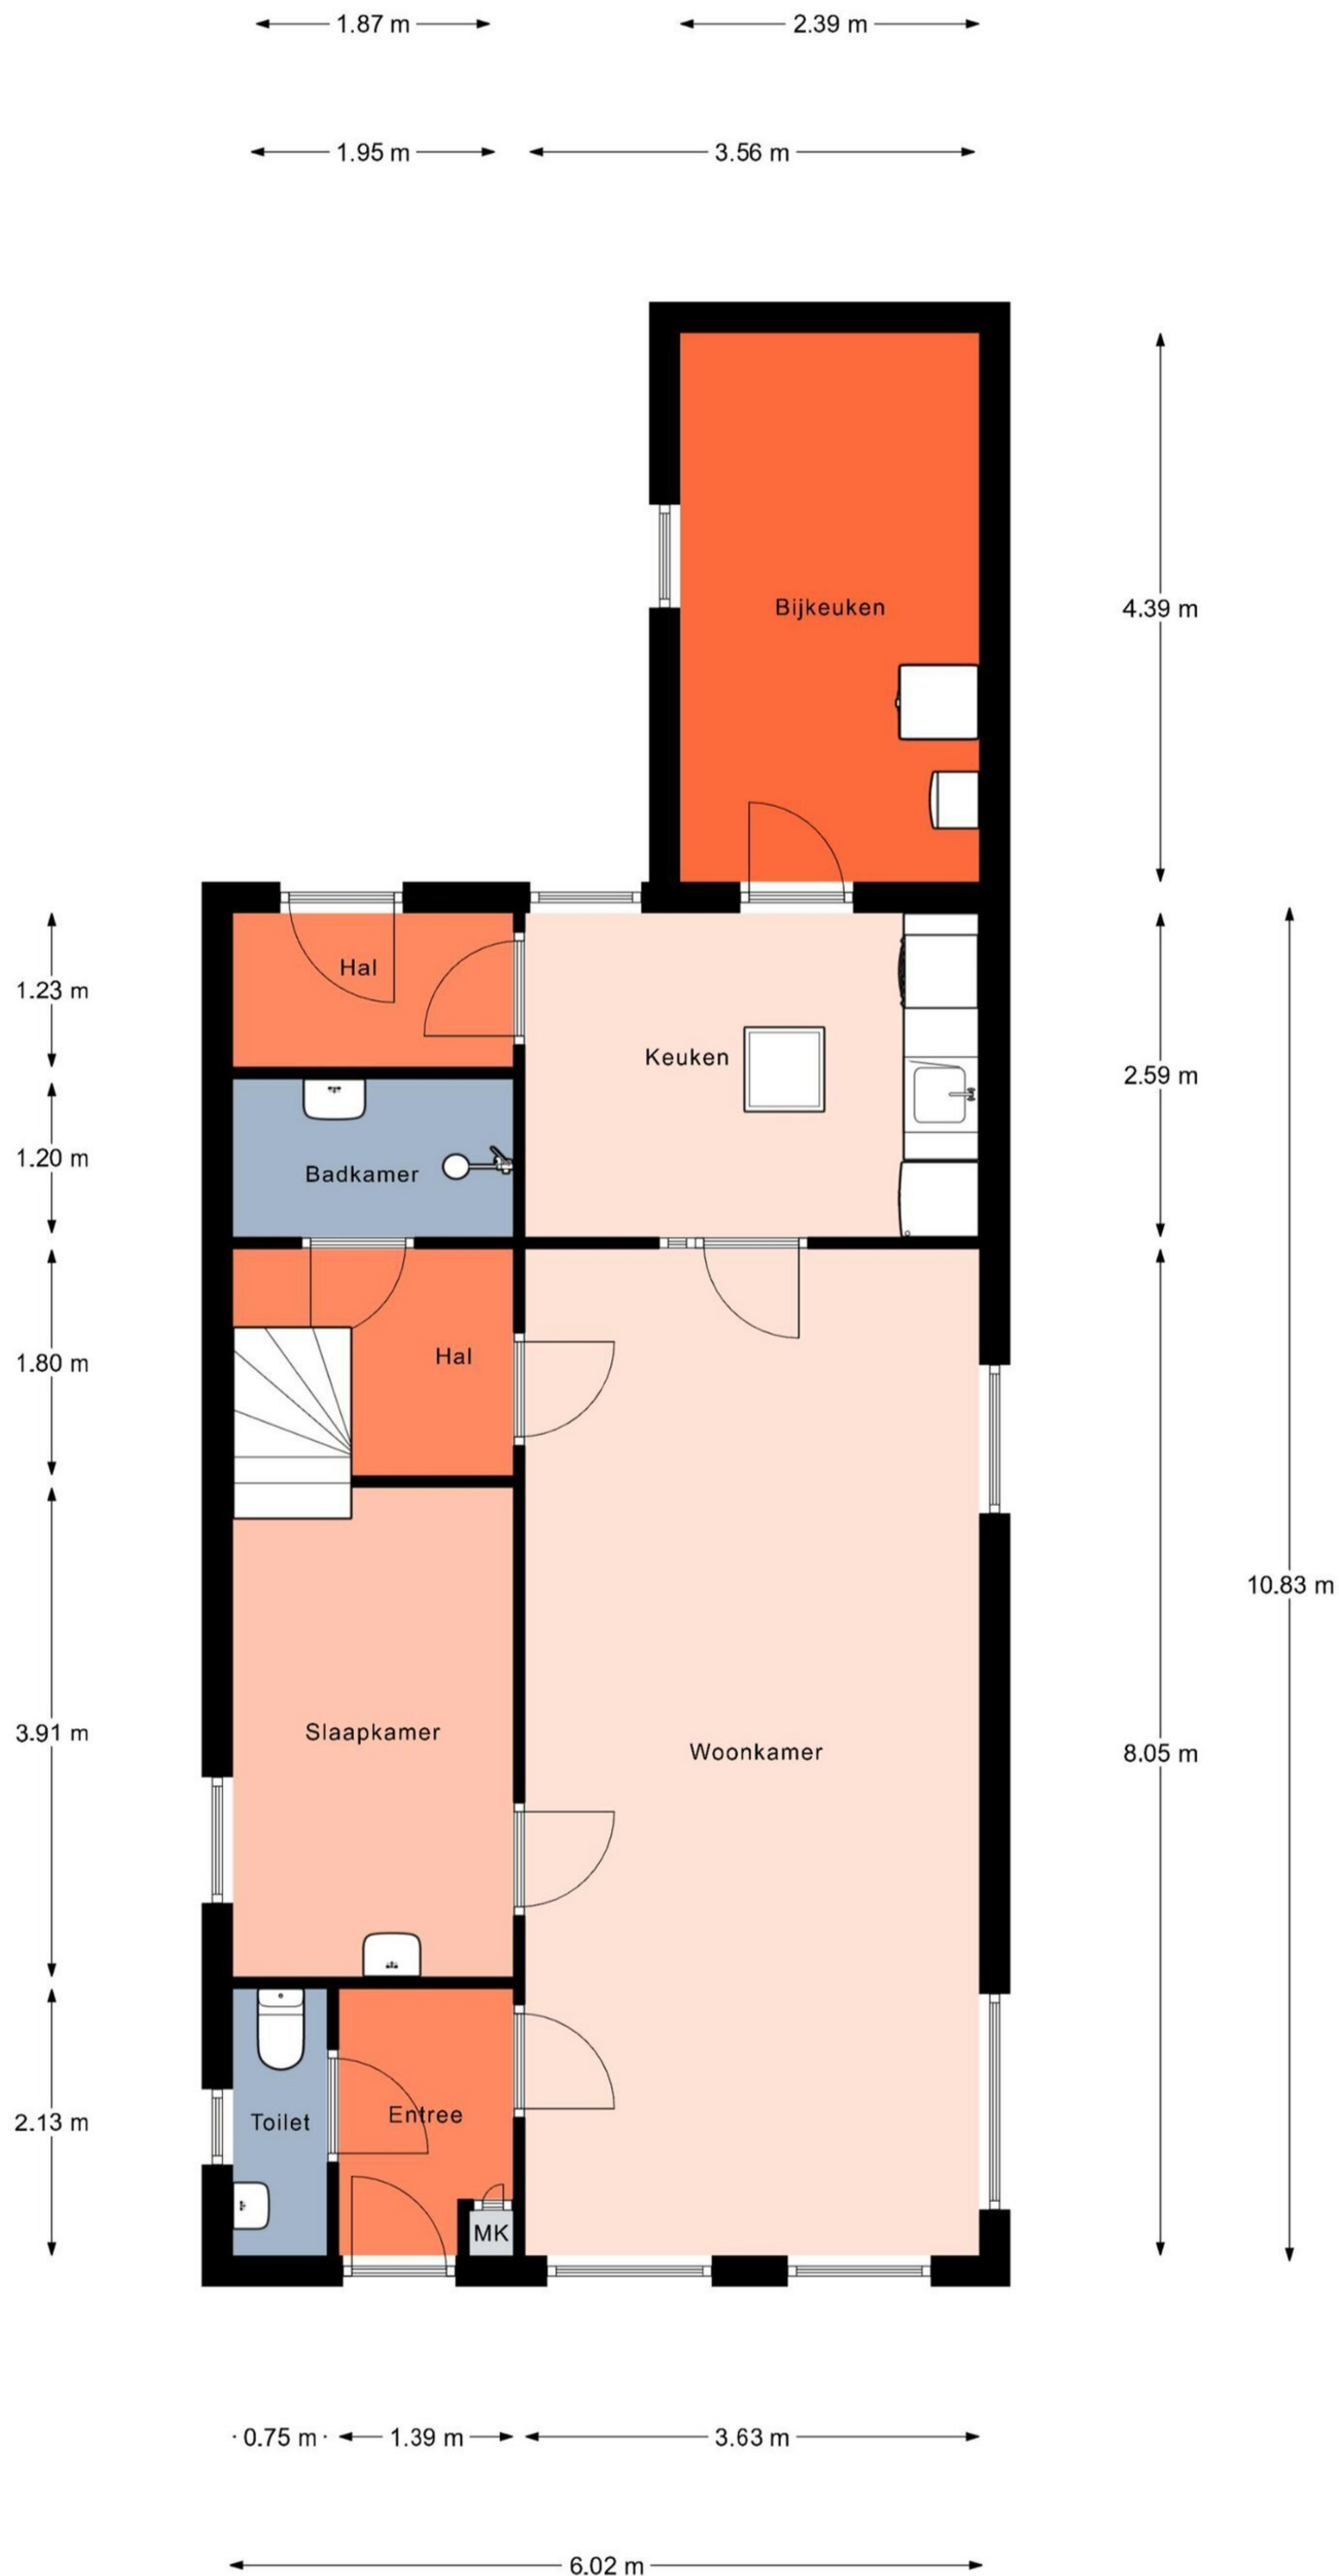 1.87 m
2.39 m
1.95 m
3.56 m
Bijkeuken
4.39 m
Hal
1.23 m
Keuken
2.59 m
1.20 m
Badkamer
1.80 m
Hal
10.83 m
3.91 m
Slaapkamer
Woonkamer
8.05 m
2.13 m
Toilet
Entree
MK
0.75 m
1.39 m
3.63 m
6.02 m